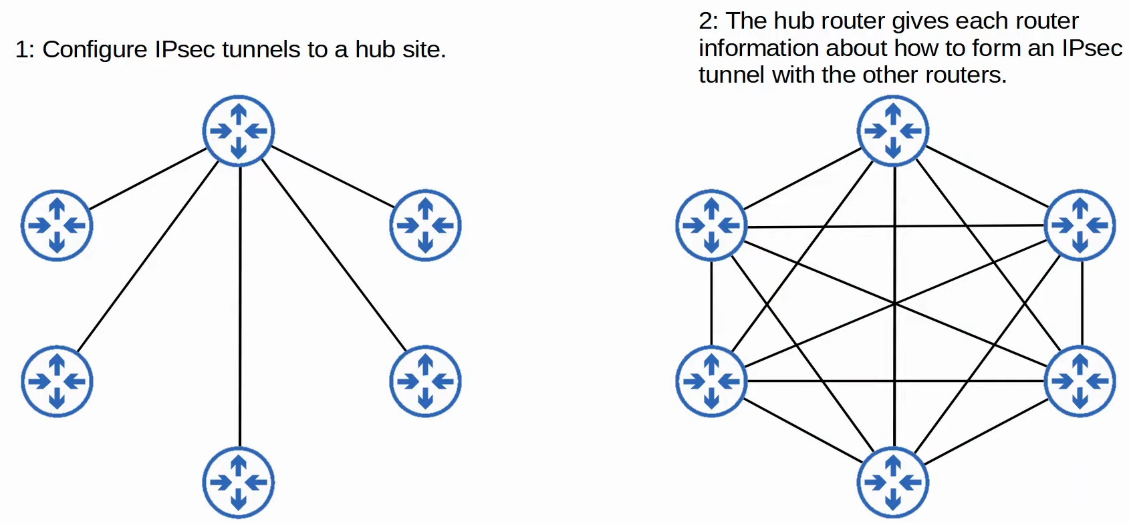 1: Configure IPsec tunnels to a hub site.
2: The hub router gives each router
information about how to form an IPsec
tunnel with the other routers.